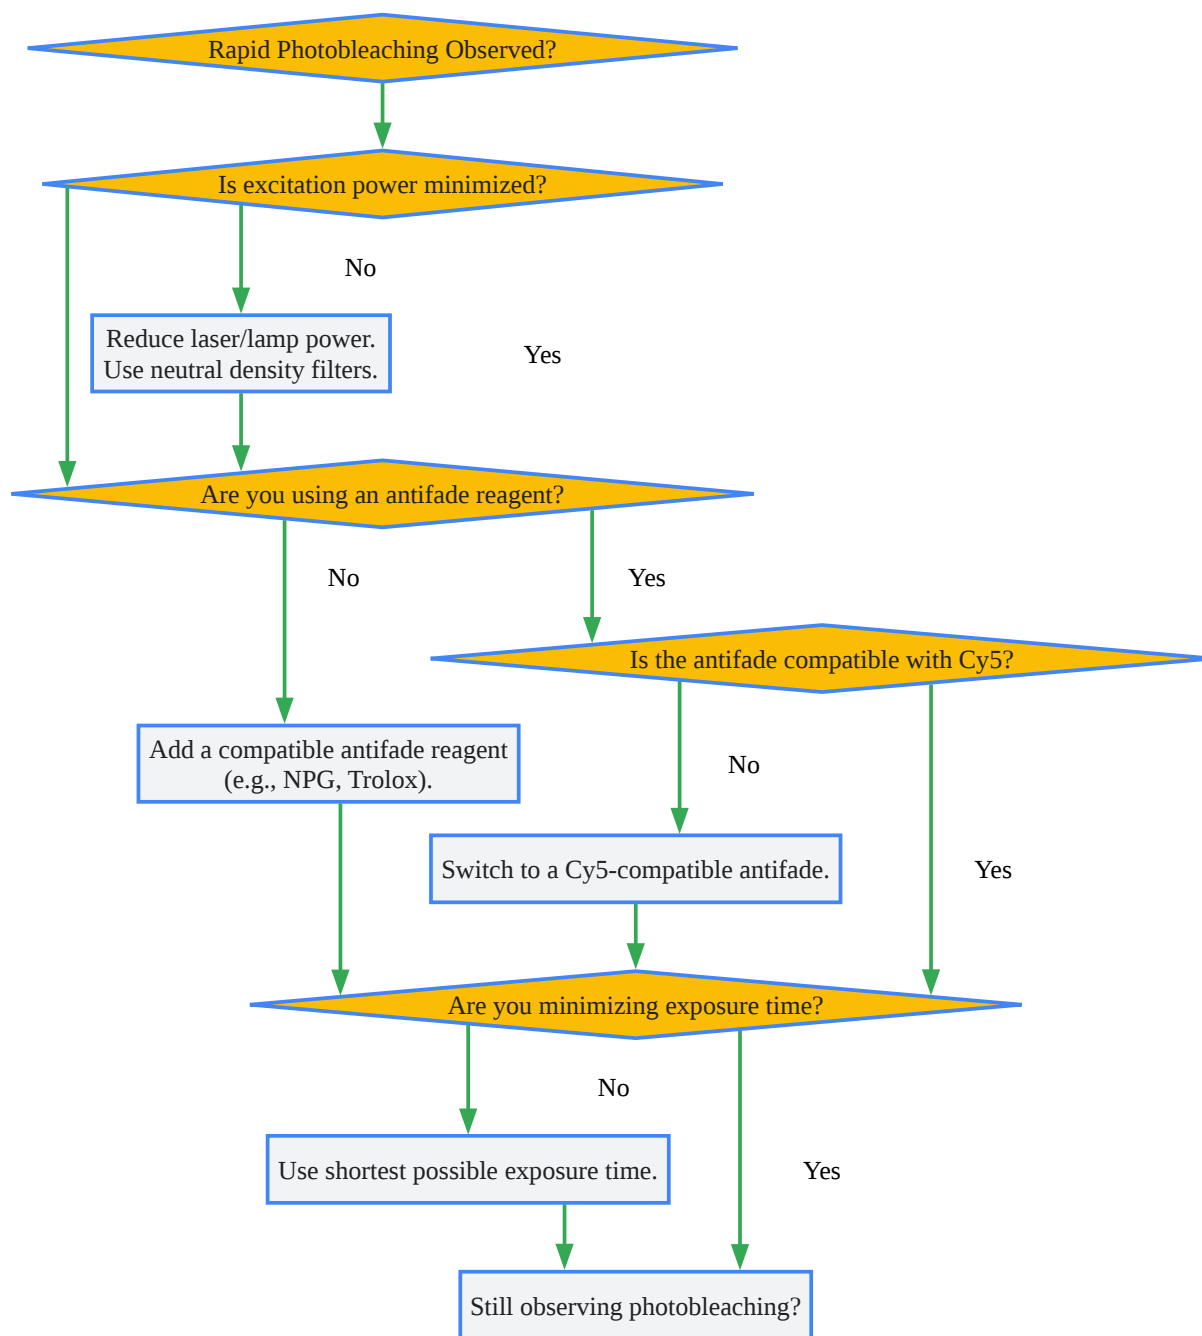 Rapid Photobleaching Observed?
Is excitation power minimized?
No
Reduce laser/lamp power.
Use neutral density filters.
Yes
Are you using an antifade reagent?
No
Yes
Is the antifade compatible with Cy5?
Add a compatible antifade reagent
(e.g., NPG, Trolox).
No
Switch to a Cy5-compatible antifade.
Yes
Are you minimizing exposure time?
No
Use shortest possible exposure time.
Yes
Still observing photobleaching?